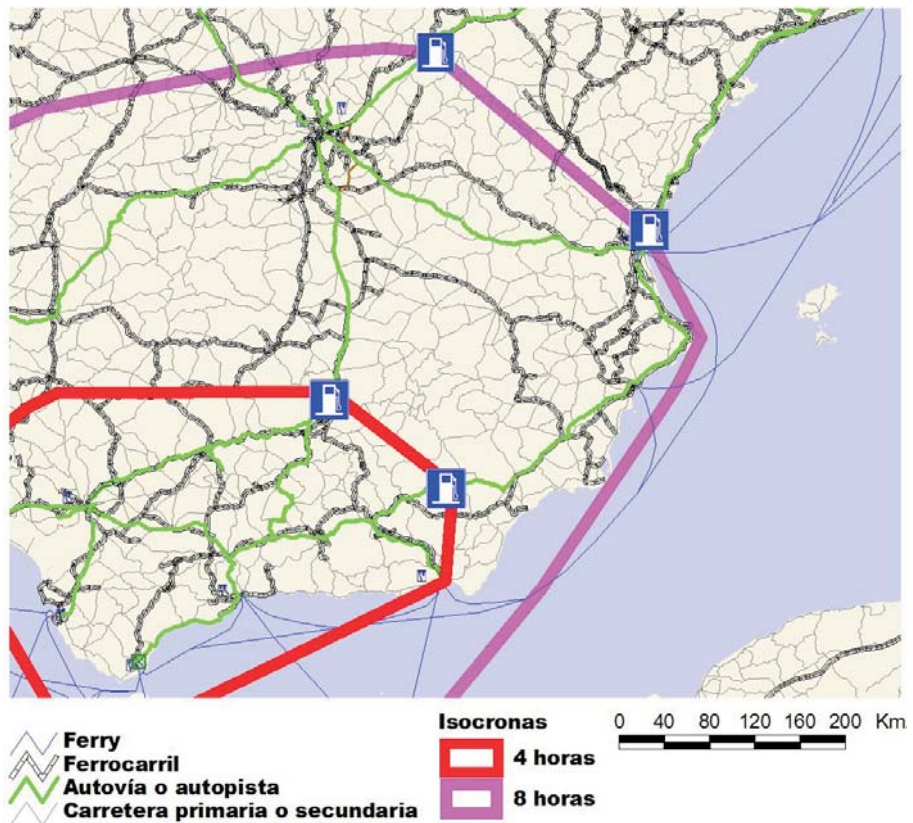 Ferry
Ferrocarril
Autovía o autopista
Carretera primaria o secundaria
Isocronas
4 horas
8 horas
0 40 80 120 160 200 Km.